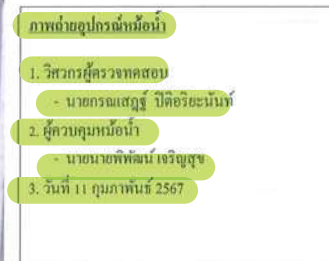 ภาพถ่ายอุปกรณ์หม้อน้ำ
1. วิศวกรผู้ตรวจทดสอบ
- นายกรณเสฎฐ์ ปิติอริยะนันท์
2. ผู้ควบคุมหม้อน้ำ
- นายนายพิพัฒน์ เจริญสุข
3. วันที่ 11 กุมภาพันธ์ 2567